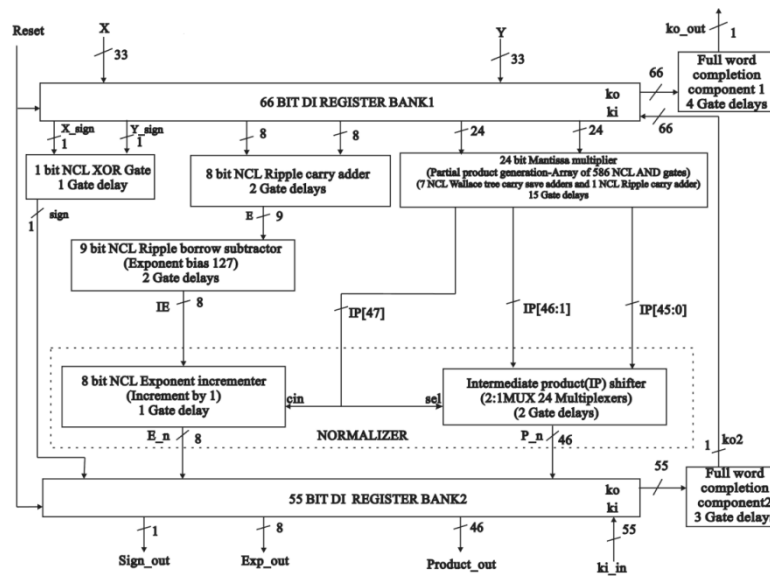 Reset
X
33
Y
33
ko_out
1
Full word
completion
component 1
4 Gate delays
66 BIT DI REGISTER BANK1
ko
ki
66
66
X_sign
1
Y_sign
1
8
8
24
24
1 bit NCL XOR Gate
1 Gate delay
8 bit NCL Ripple carry adder
2 Gate delays
24 bit Mantissa multiplier
(Partial product generation-Array of 586 NCL AND gates)
(7 NCL Wallace tree carry save adders and 1 NCL Ripple carry adder)
15 Gate delays
sign
1
E
9
9 bit NCL Ripple borrow subtractor
(Exponent bias 127)
2 Gate delays
IE
8
IP[47]
IP[46:1]
IP[45:0]
8 bit NCL Exponent incrementer
(Increment by 1)
1 Gate delay
cin
sel
Intermediate product(IP) shifter
(2:1MUX 24 Multiplexers)
(2 Gate delays)
NORMALIZER
E_n
8
P_n
46
1
ko2
55 BIT DI REGISTER BANK2
ko
ki
55
Full word
completion
component2
3 Gate delays
1
8
46
55
Sign_out
Exp_out
Product_out
ki_in